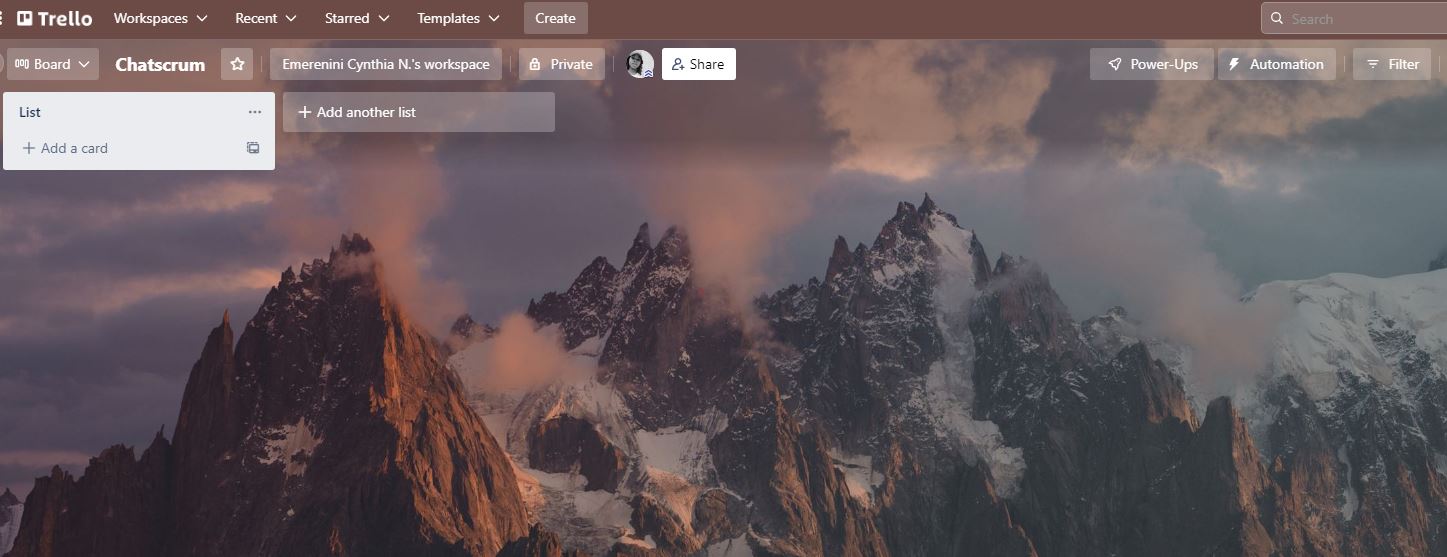 Trello Workspaces Recent Starred Templates Create Search
Board Chatscrum Emerenini Cynthia N.'s workspace Private Share Power-Ups Automation Filter
List Add another list
Add a card